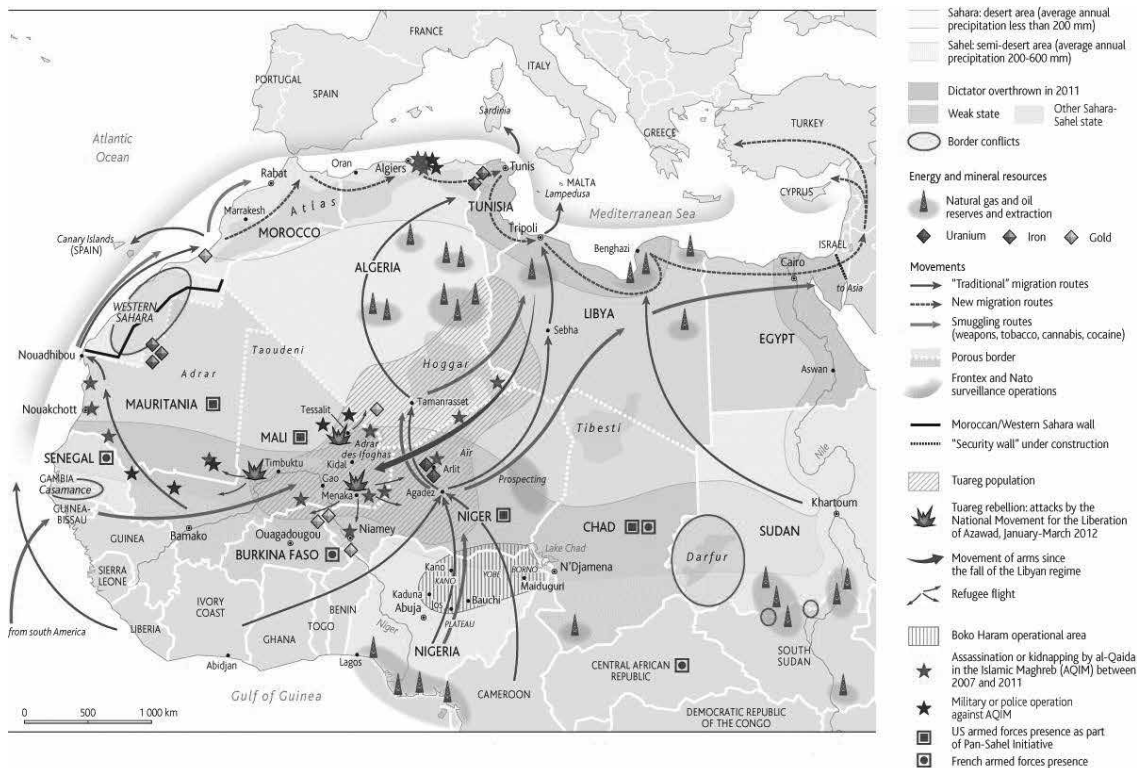 FRANCE
ITALY
PORTUGAL
SPAIN
Sardinia
GREECE
TURKEY
Atlantic
Ocean
Oran
Algiers
Tunis
Rabat
MALTA
Lampedusa
CYPRUS
Atlas
TUNISIA
Mediterranean Sea
Marrakesh
MOROCCO
Tripoli
Canary Islands
(SPAIN)
Benghazi
ISRAEL
Cairo
ALGERIA
to Asia
WESTERN
SAHARA
LIBYA
Sebha
EGYPT
Nouadhibou
Taoudeni
Hoggar
Aswan
Adrar
Tamanrasset
MAURITANIA
Nouakchott
Tessalit
Tibesti
MALI
Adrar
des Ifoghas
Nile
SENEGAL
Timbuktu
Kidal
Aïr
Arlit
GAMBIA
Casamance
Gao
Menaka
Agadez
Prospecting
Khartoum
GUINEA-
BISSAU
Bamako
Niamey
NIGER
CHAD
SUDAN
GUINEA
Ouagadougou
Lake Chad
Darfur
BURKINA FASO
N'Djamena
SIERRA
LEONE
Kano
KANO
YOBE
BORNO
Maiduguri
IVORY
COAST
BENIN
Kaduna
Bauchi
Abuja
JOS
PLATEAU
from south America
LIBERIA
TOGO
Niger
GHANA
NIGERIA
SOUTH
SUDAN
Abidjan
Lagos
CENTRAL AFRICAN
REPUBLIC
Gulf of Guinea
CAMEROON
DEMOCRATIC REPUBLIC
OF THE CONGO
0 500 1 000 km
Sahara: desert area (average annual
precipitation less than 200 mm)
Sahel: semi-desert area (average annual
precipitation 200-600 mm)
Dictator overthrown in 2011
Weak state
Other Sahara-
Sahel state
Border conflicts
Energy and mineral resources
Natural gas and oil
reserves and extraction
Uranium Iron Gold
Movements
"Traditional" migration routes
New migration routes
Smuggling routes
(weapons, tobacco, cannabis, cocaine)
Porous border
Frontex and Nato
surveillance operations
Moroccan/Western Sahara wall
"Security wall" under construction
Tuareg population
Tuareg rebellion: attacks by the
National Movement for the Liberation
of Azawad, January-March 2012
Movement of arms since
the fall of the Libyan regime
Refugee flight
Boko Haram operational area
Assassination or kidnapping by al-Qaida
in the Islamic Maghreb (AQIM) between
2007 and 2011
Military or police operation
against AQIM
US armed forces presence as part
of Pan-Sahel Initiative
French armed forces presence